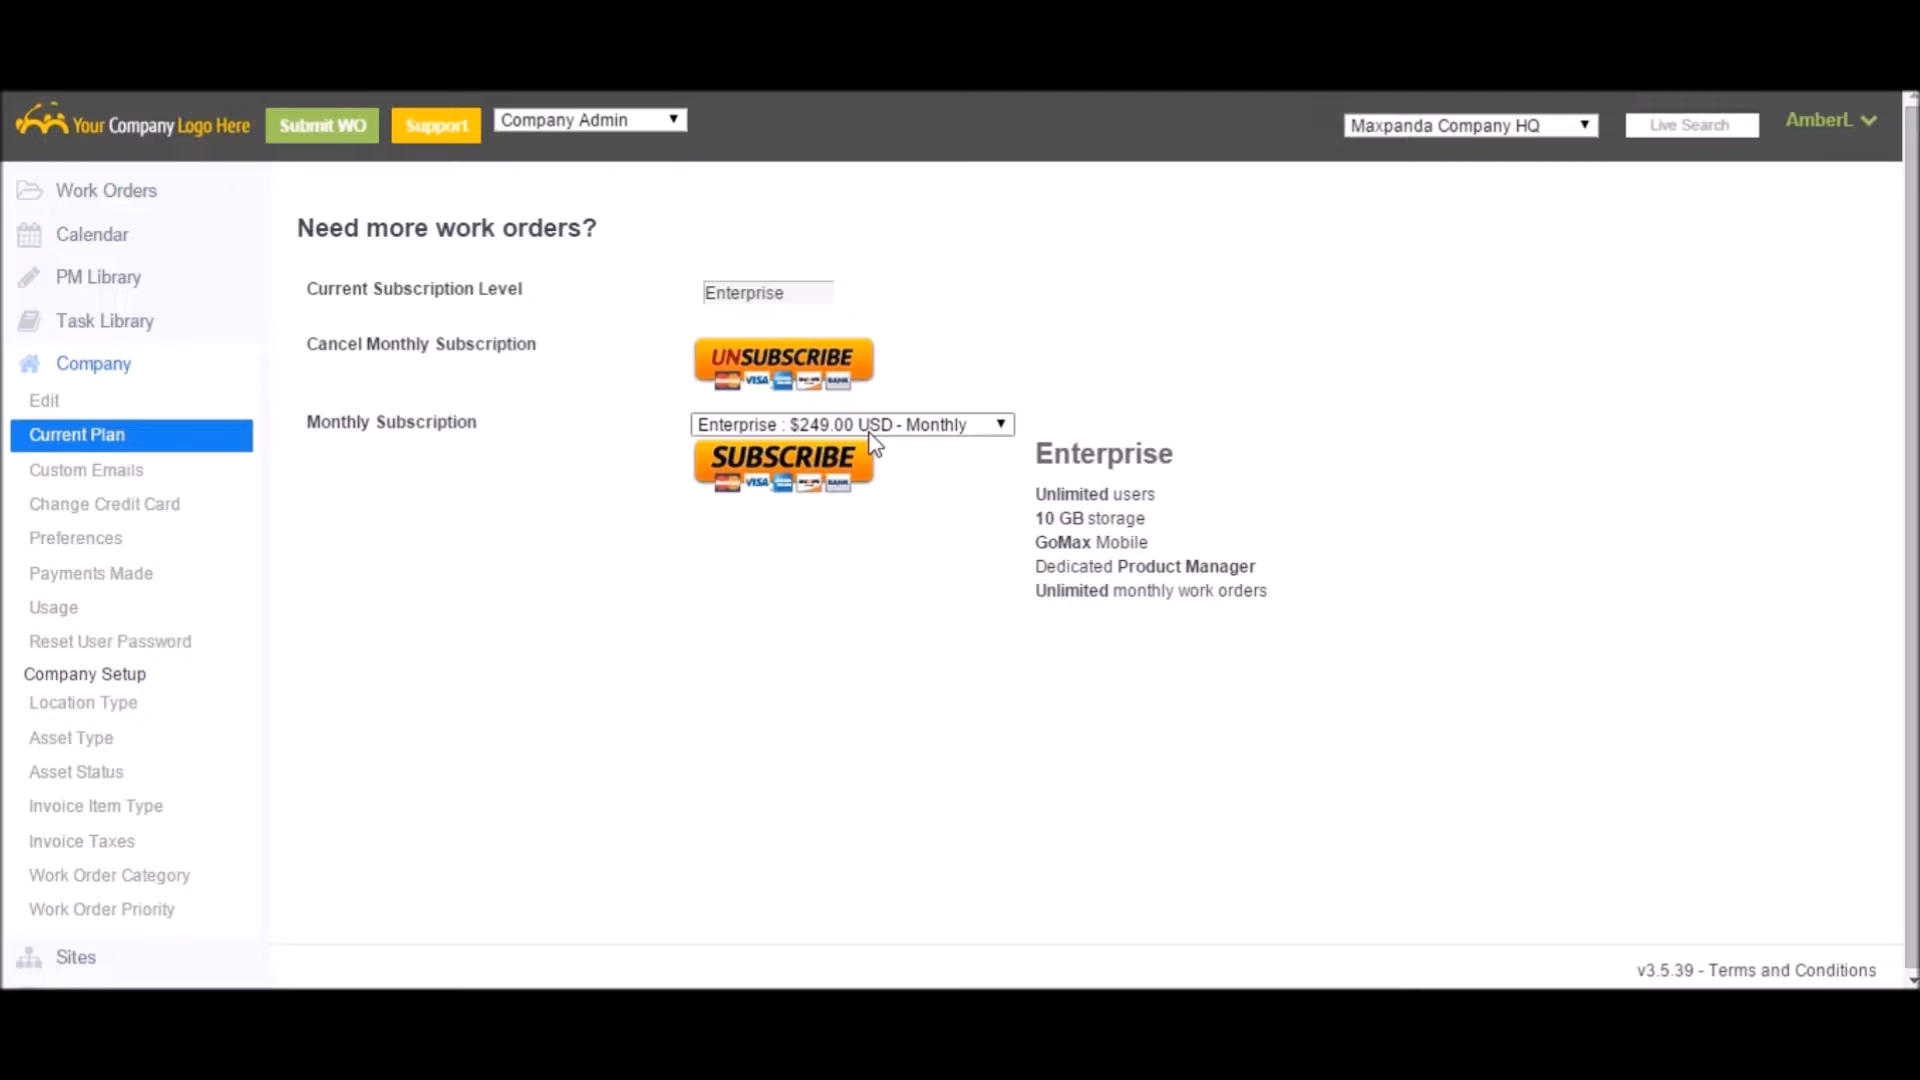 Your Company Logo Here
Submit WO
Support
Company Admin
Maxpanda Company HQ
Live Search
AmberL
Work Orders
Calendar
PM Library
Task Library
Company
Edit
Current Plan
Custom Emails
Change Credit Card
Preferences
Payments Made
Usage
Reset User Password
Company Setup
Location Type
Asset Type
Asset Status
Invoice Item Type
Invoice Taxes
Work Order Category
Work Order Priority
Sites
Need more work orders?
Current Subscription Level
Enterprise
Cancel Monthly Subscription
UNSUBSCRIBE
VISA
BANK
Monthly Subscription
Enterprise : $249.00 USD - Monthly
SUBSCRIBE
VISA
BANK
Enterprise
Unlimited users
10 GB storage
GoMax Mobile
Dedicated Product Manager
Unlimited monthly work orders
v3.5.39 - Terms and Conditions